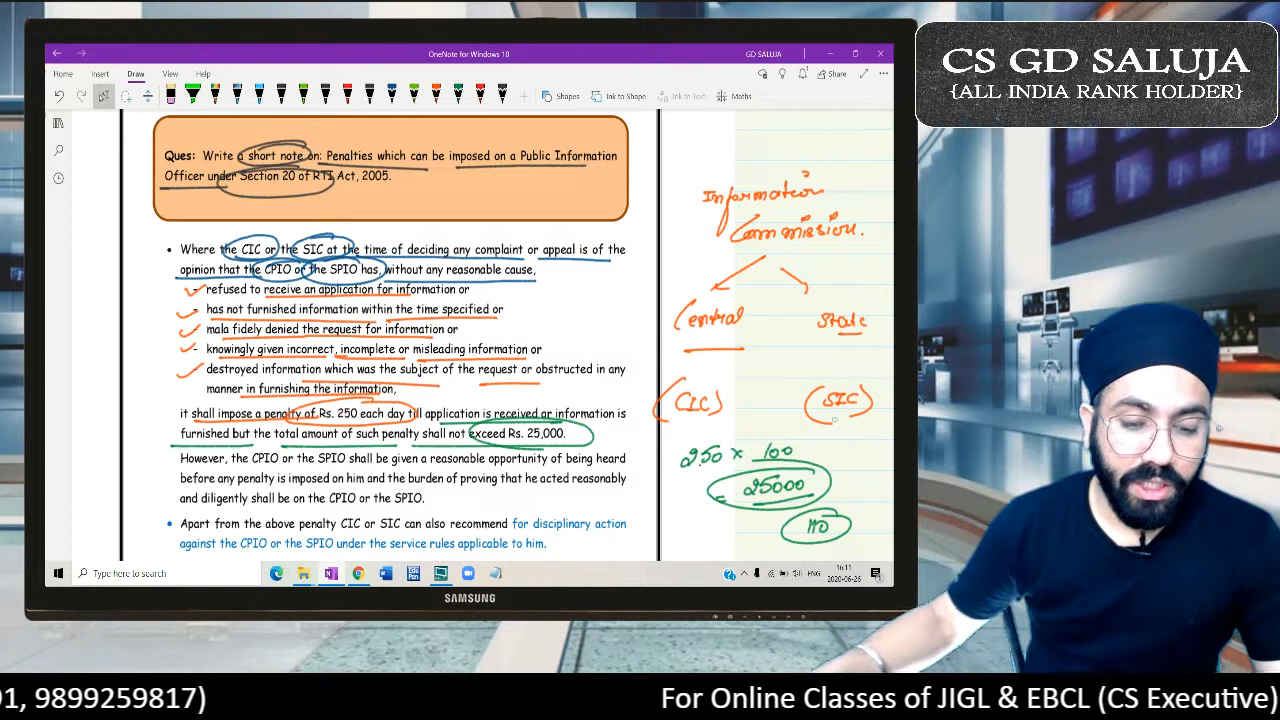 OneNote for Windows 10
GD SALUJA
Home Insert Draw View Help
Share
Shapes
Ink to Shape
Ink to Text
Maths
CS GD SALUJA
{ALL INDIA RANK HOLDER}
Ques: Write a short note on: Penalties which can be imposed on a Public Information
Officer under Section 20 of RTI Act, 2005.
• Where the CIC or the SIC at the time of deciding any complaint or appeal is of the
opinion that the CPIO or the SPIO has, without any reasonable cause,
- refused to receive an application for information or
- has not furnished information within the time specified or
- mala fidely denied the request for information or
- knowingly given incorrect, incomplete or misleading information or
- destroyed information which was the subject of the request or obstructed in any
manner in furnishing the information,
it shall impose a penalty of Rs. 250 each day till application is received or information is
furnished but the total amount of such penalty shall not exceed Rs. 25,000.
However, the CPIO or the SPIO shall be given a reasonable opportunity of being heard
before any penalty is imposed on him and the burden of proving that he acted reasonably
and diligently shall be on the CPIO or the SPIO.
• Apart from the above penalty CIC or SIC can also recommend for disciplinary action
against the CPIO or the SPIO under the service rules applicable to him.
Information
Commission.
Central
State
(CIC)
(SIC)
250 × 100
= 25000
Type here to search
ENG
16:11
2020-06-26
SAMSUNG
91, 9899259817)
For Online Classes of JIGL & EBCL (CS Executive)